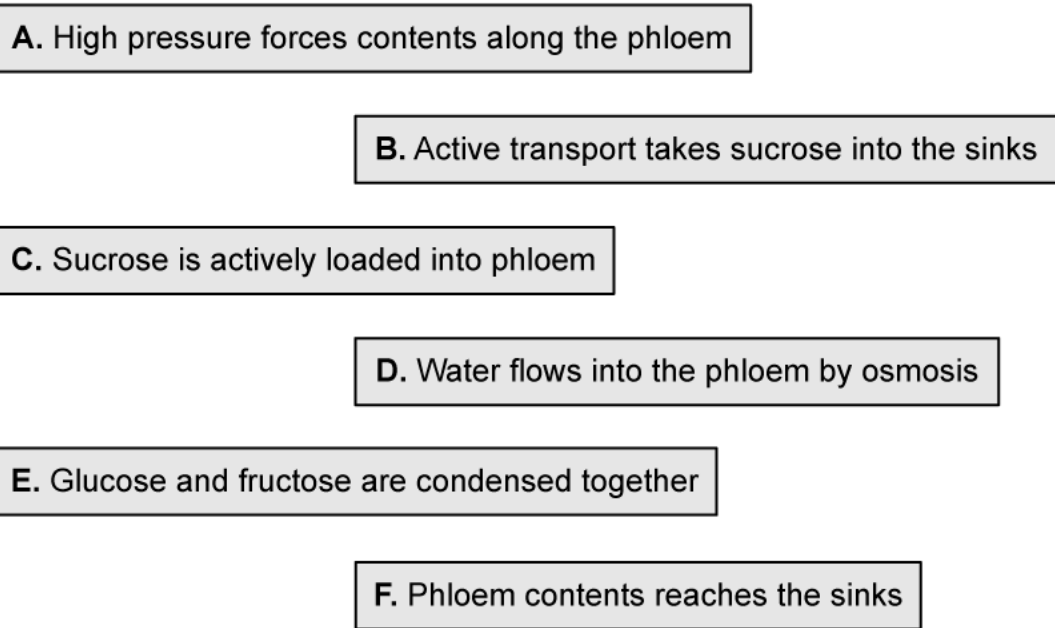 A. High pressure forces contents along the phloem
B. Active transport takes sucrose into the sinks
C. Sucrose is actively loaded into phloem
D. Water flows into the phloem by osmosis
E. Glucose and fructose are condensed together
F. Phloem contents reaches the sinks